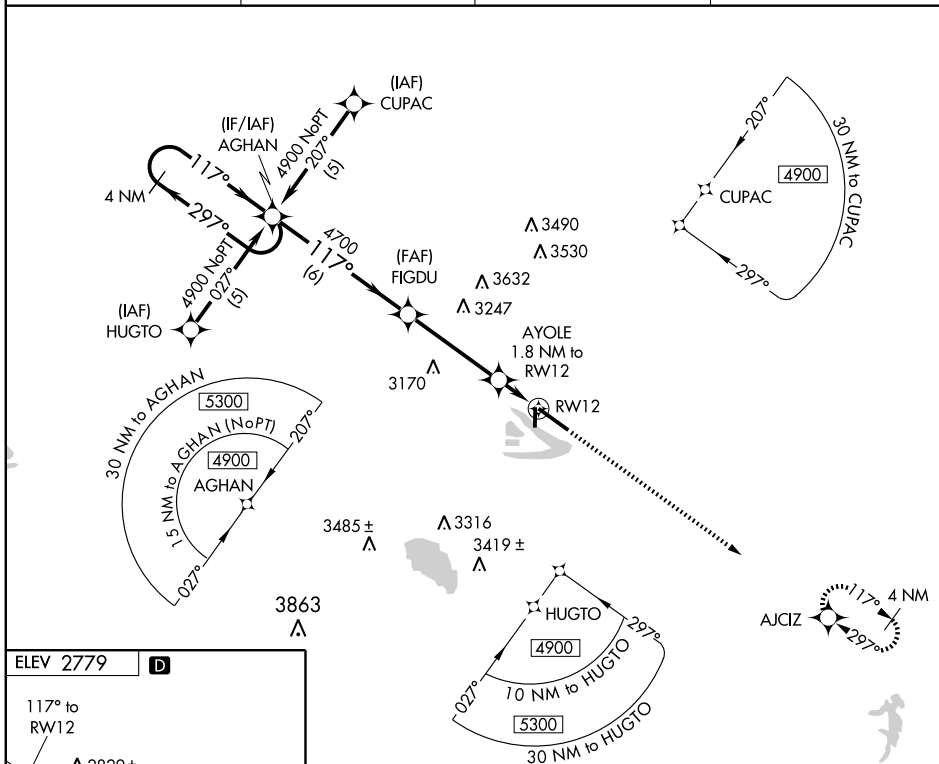 (IAF)
CUPAC
(IF/IAF)
AGHAN
4900 NoPT
207°
(5)
117°
4 NM
297°
4900 NoPT
027°
(5)
(IAF)
HUGTO
4700
117°
(6)
(FAF)
FIGDU
3490
3530
3632
3247
3170
AYOLE
1.8 NM to
RW12
RW12
207°
30 NM to CUPAC
4900
CUPAC
297°
30 NM to AGHAN
5300
15 NM to AGHAN (NoPT)
4900
AGHAN
207°
027°
3485 ±
3316
3419 ±
3863
HUGTO
297°
4900
027°
10 NM to HUGTO
5300
30 NM to HUGTO
AJCIZ
117°
4 NM
297°
ELEV 2779
D
117° to
RW12